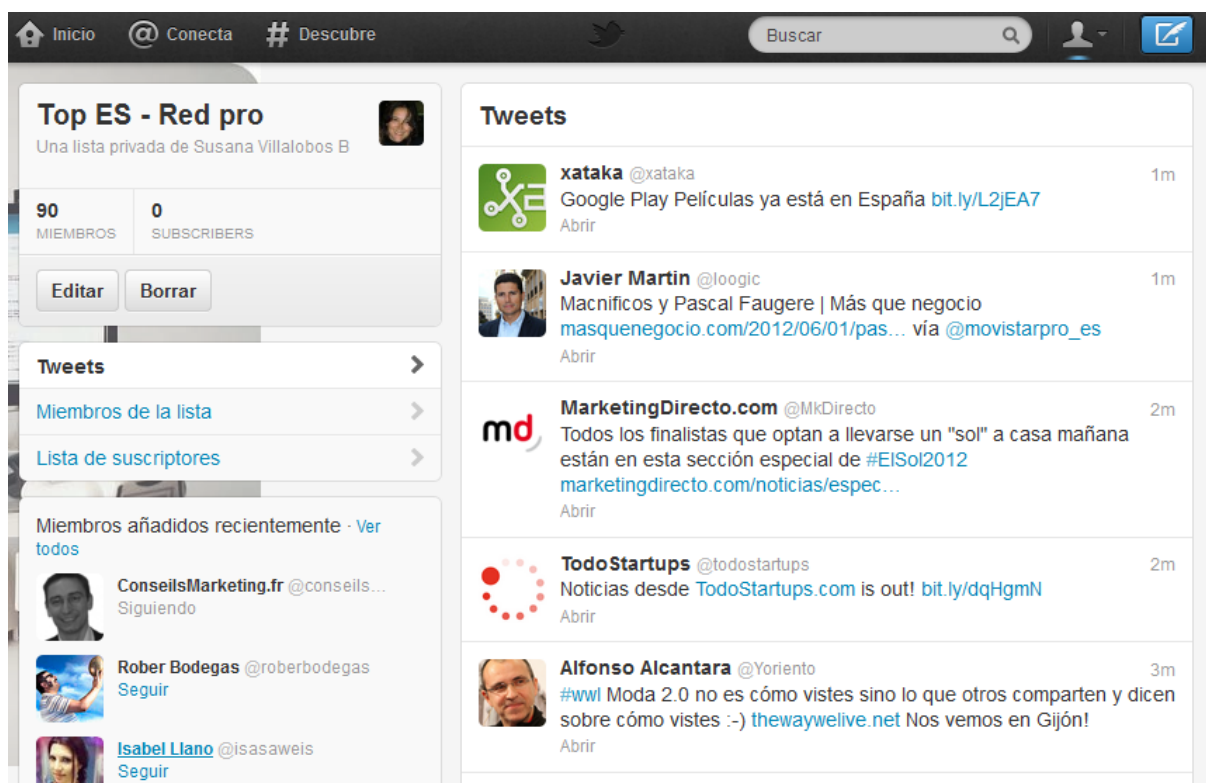 Inicio
@ Conecta
# Descubre
Buscar
Top ES - Red pro
Una lista privada de Susana Villalobos B
90
MIEMBROS
0
SUBSCRIBERS
Editar
Borrar
Tweets
Miembros de la lista
Lista de suscriptores
Miembros añadidos recientemente · Ver
todos
ConseilsMarketing.fr @conseils...
Siguiendo
Rober Bodegas @roberbodegas
Seguir
Isabel Llano @isasaweis
Seguir
Tweets
xataka @xataka 1m
Google Play Películas ya está en España bit.ly/L2jEA7
Abrir
Javier Martin @loogic 1m
Macnificos y Pascal Faugere | Más que negocio
masquenegocio.com/2012/06/01/pas... vía @movistarpro_es
Abrir
md
MarketingDirecto.com @MkDirecto 2m
Todos los finalistas que optan a llevarse un "sol" a casa mañana
están en esta sección especial de #ElSol2012
marketingdirecto.com/noticias/espec...
Abrir
TodoStartups @todostartups 2m
Noticias desde TodoStartups.com is out! bit.ly/dqHgmN
Abrir
Alfonso Alcantara @Yoriento 3m
#wwl Moda 2.0 no es cómo vistes sino lo que otros comparten y dicen
sobre cómo vistes :-) thewaywelive.net Nos vemos en Gijón!
Abrir